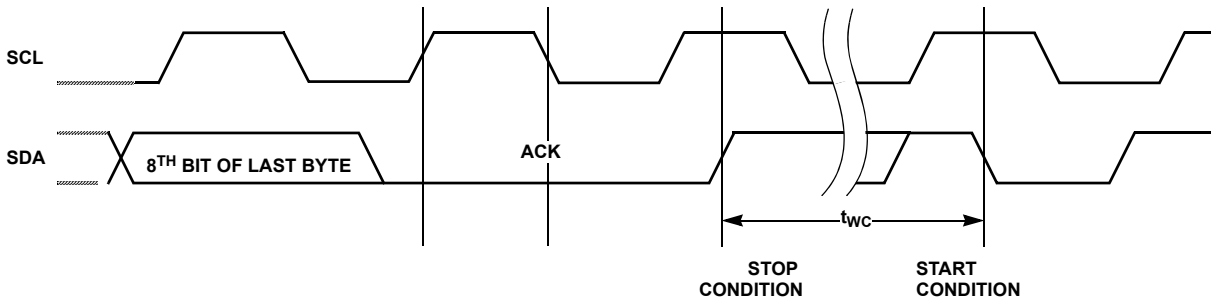 SCL
SDA
8TH BIT OF LAST BYTE
ACK
tWC
STOP
CONDITION
START
CONDITION